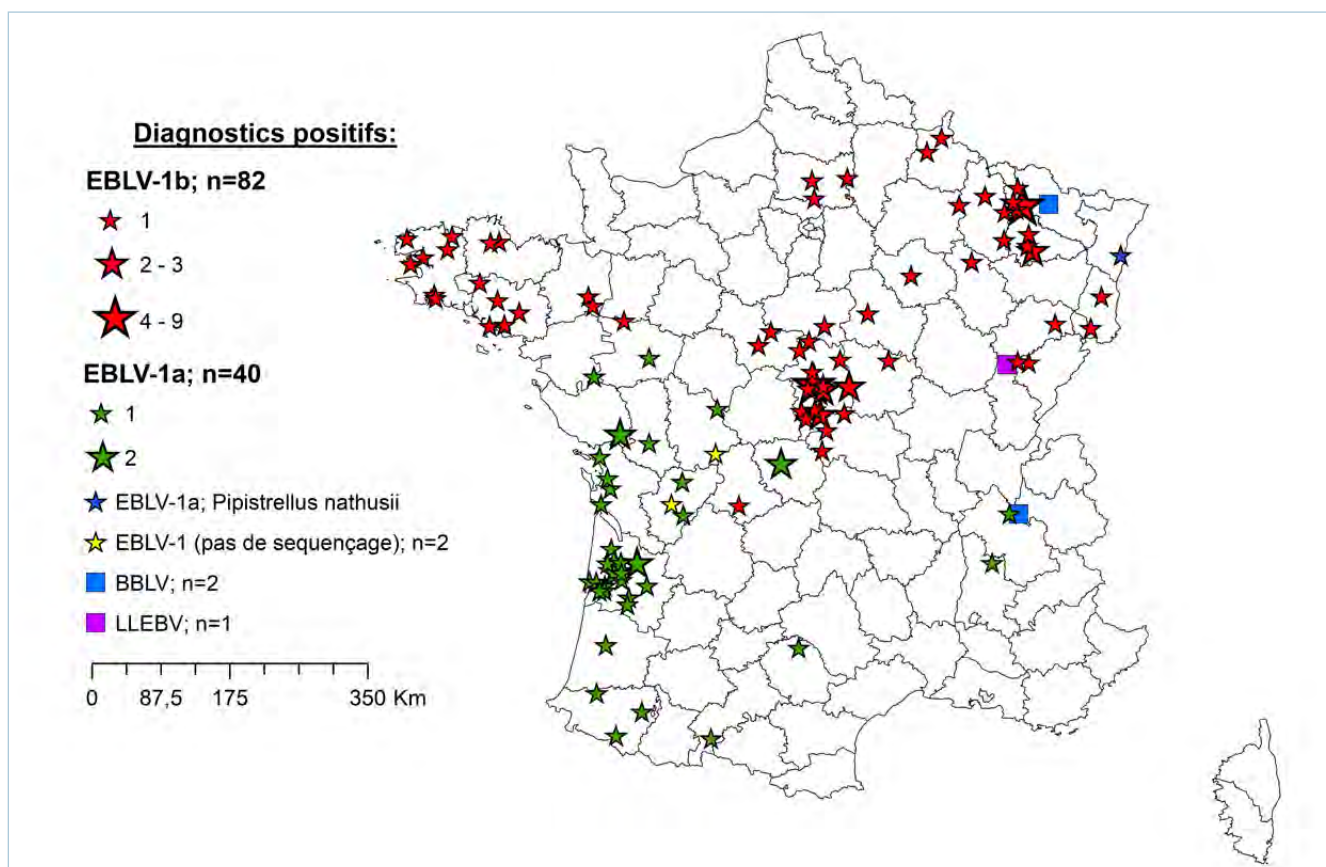 Diagnostics positifs:
EBLV-1b; n=82
1
2 - 3
4 - 9
EBLV-1a; n=40
1
2
EBLV-1a; Pipistrellus nathusii
EBLV-1 (pas de sequençage); n=2
BBLV; n=2
LLEBV; n=1
0 87,5 175 350 Km